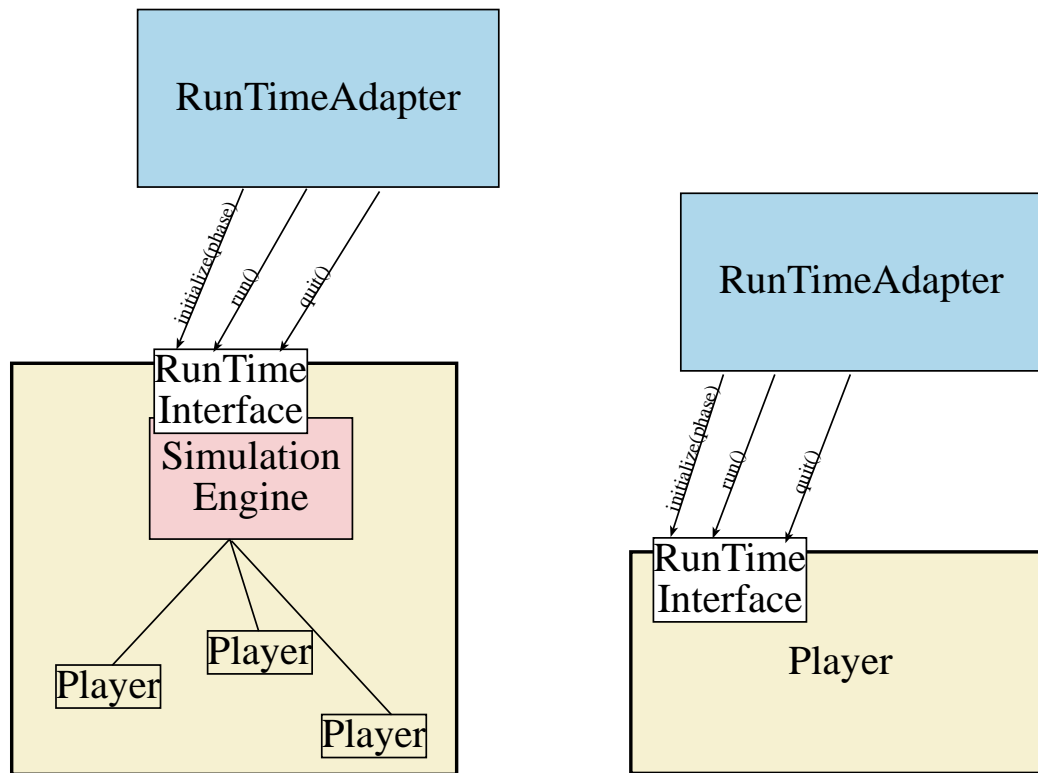 RunTimeAdapter
initialize(phase)
run()
quit()
RunTime
Interface
Simulation
Engine
Player
Player
Player
RunTimeAdapter
initialize(phase)
run()
quit()
RunTime
Interface
Player